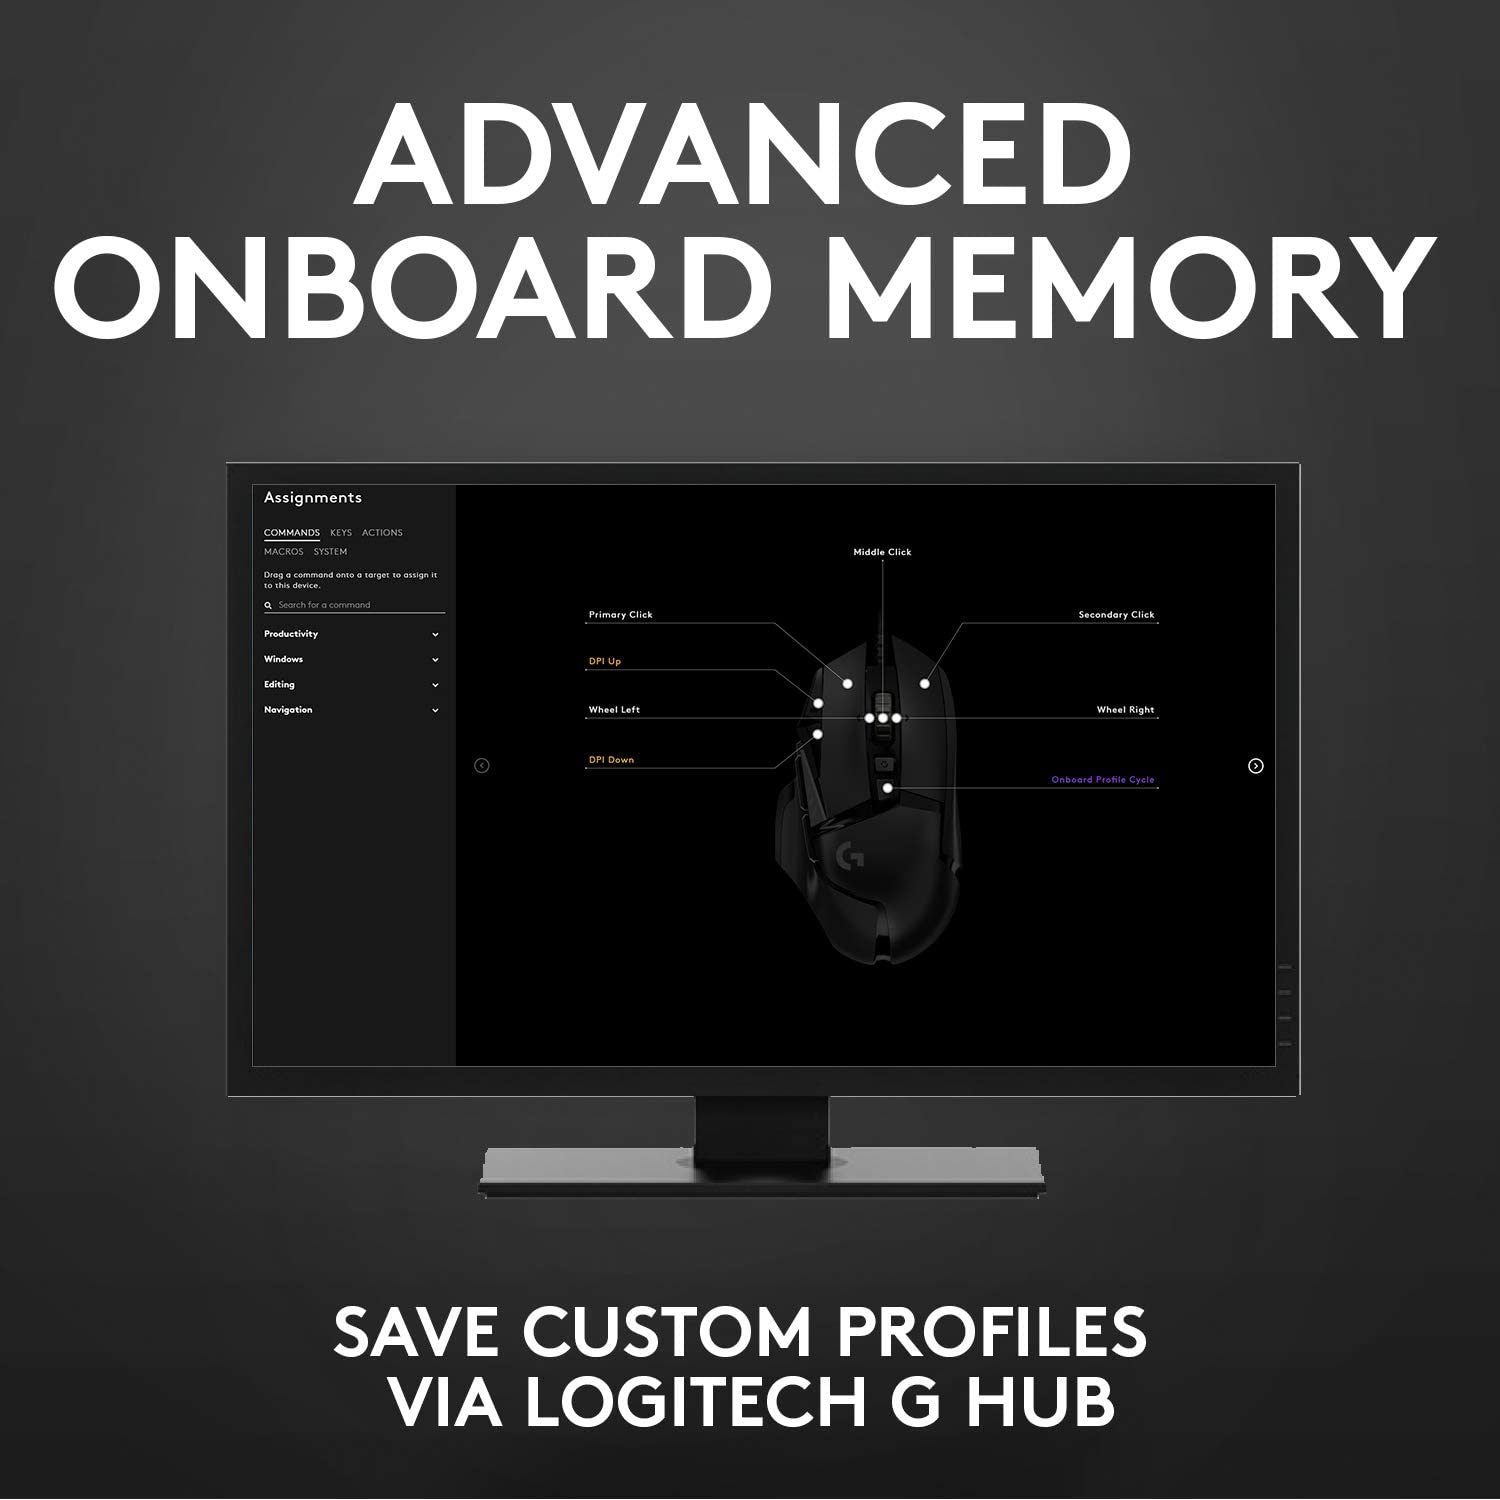 ADVANCED
ONBOARD MEMORY
Assignments
COMMANDS KEYS ACTIONS
MACROS SYSTEM
Drag a command onto a target to assign it
to this device.
Search for a command
Productivity
Windows
Editing
Navigation
Middle Click
Primary Click
Secondary Click
DPI Up
Wheel Left
Wheel Right
DPI Down
Onboard Profile Cycle
G
SAVE CUSTOM PROFILES
VIA LOGITECH G HUB